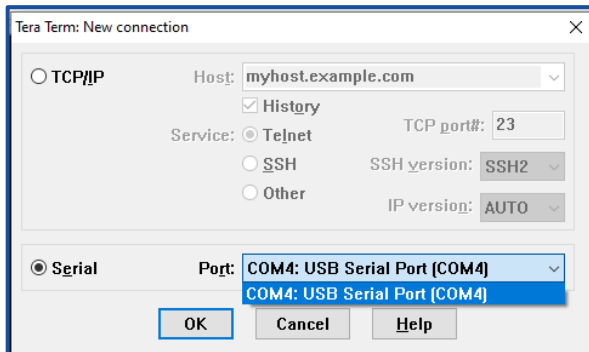 Tera Term: New connection
TCP/IP Host: myhost.example.com
History
Service: Telnet TCP port#: 23
SSH SSH version: SSH2
Other IP version: AUTO
Serial Port: COM4: USB Serial Port (COM4)
COM4: USB Serial Port (COM4)
OK Cancel Help